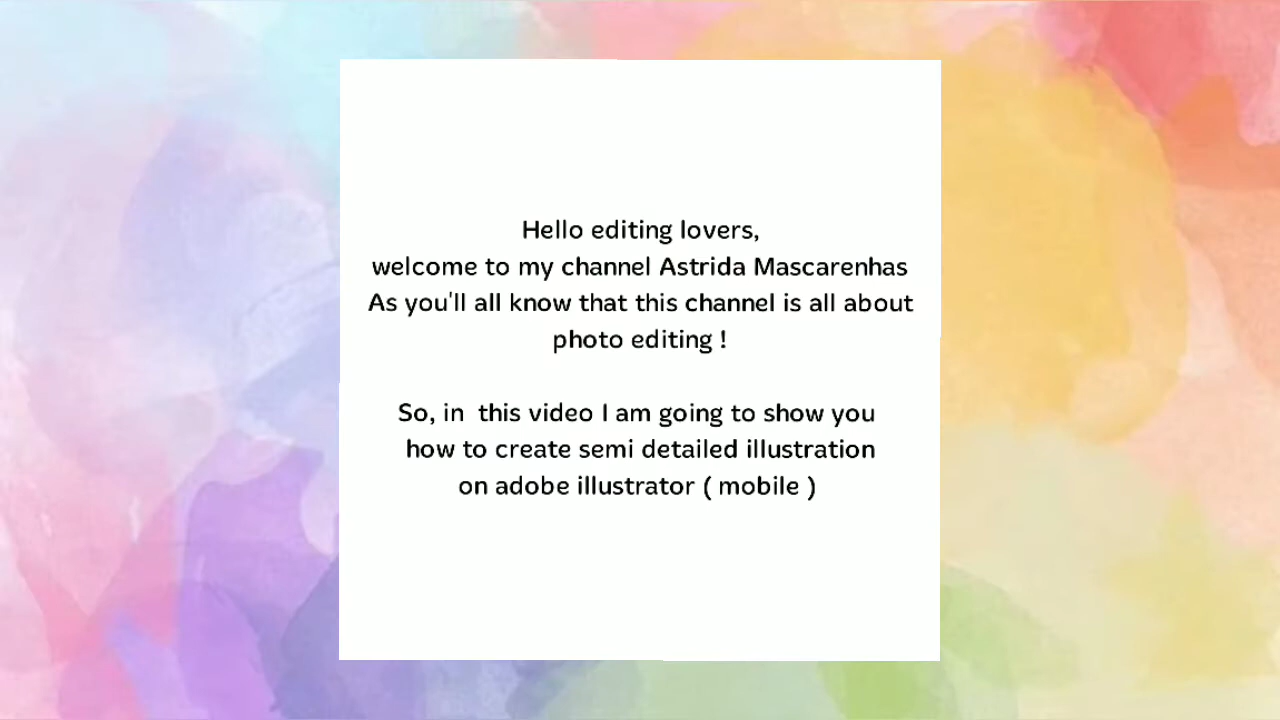 Hello editing lovers,
welcome to my channel Astrida Mascarenhas
As you'll all know that this channel is all about
photo editing !
So, in  this video I am going to show you
how to create semi detailed illustration
on adobe illustrator ( mobile )